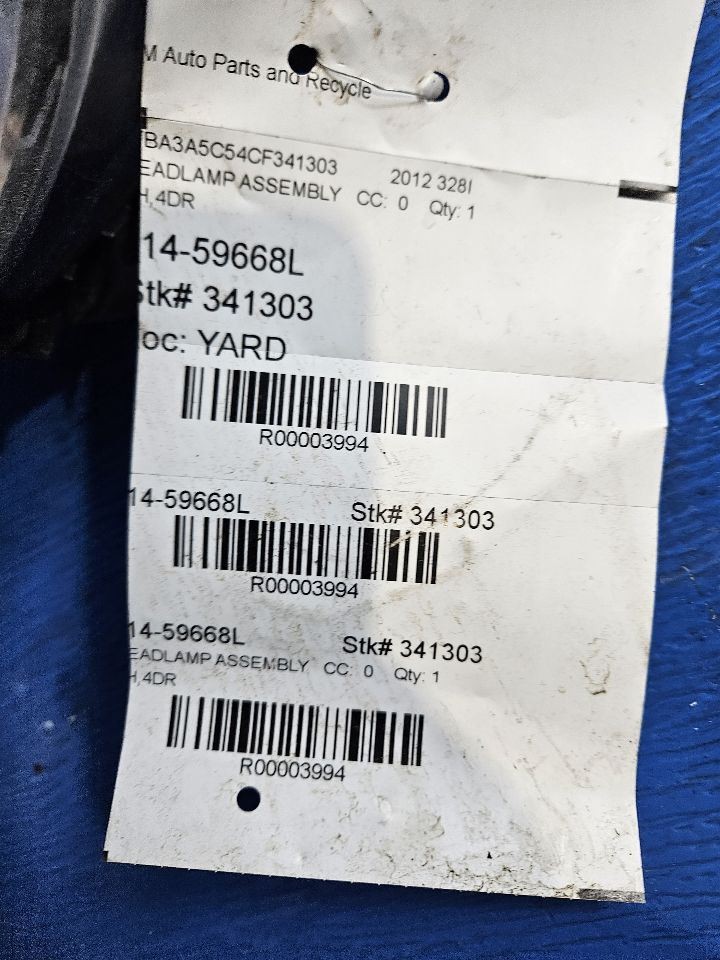 M Auto Parts and Recycle
BA3A5C54CF341303 2012 328I
EADLAMP ASSEMBLY CC: 0 Qty: 1
H,4DR
14-59668L
Stk# 341303
oc: YARD
R00003994
14-59668L Stk# 341303
R00003994
14-59668L Stk# 341303
EADLAMP ASSEMBLY CC: 0 Qty: 1
H,4DR
R00003994